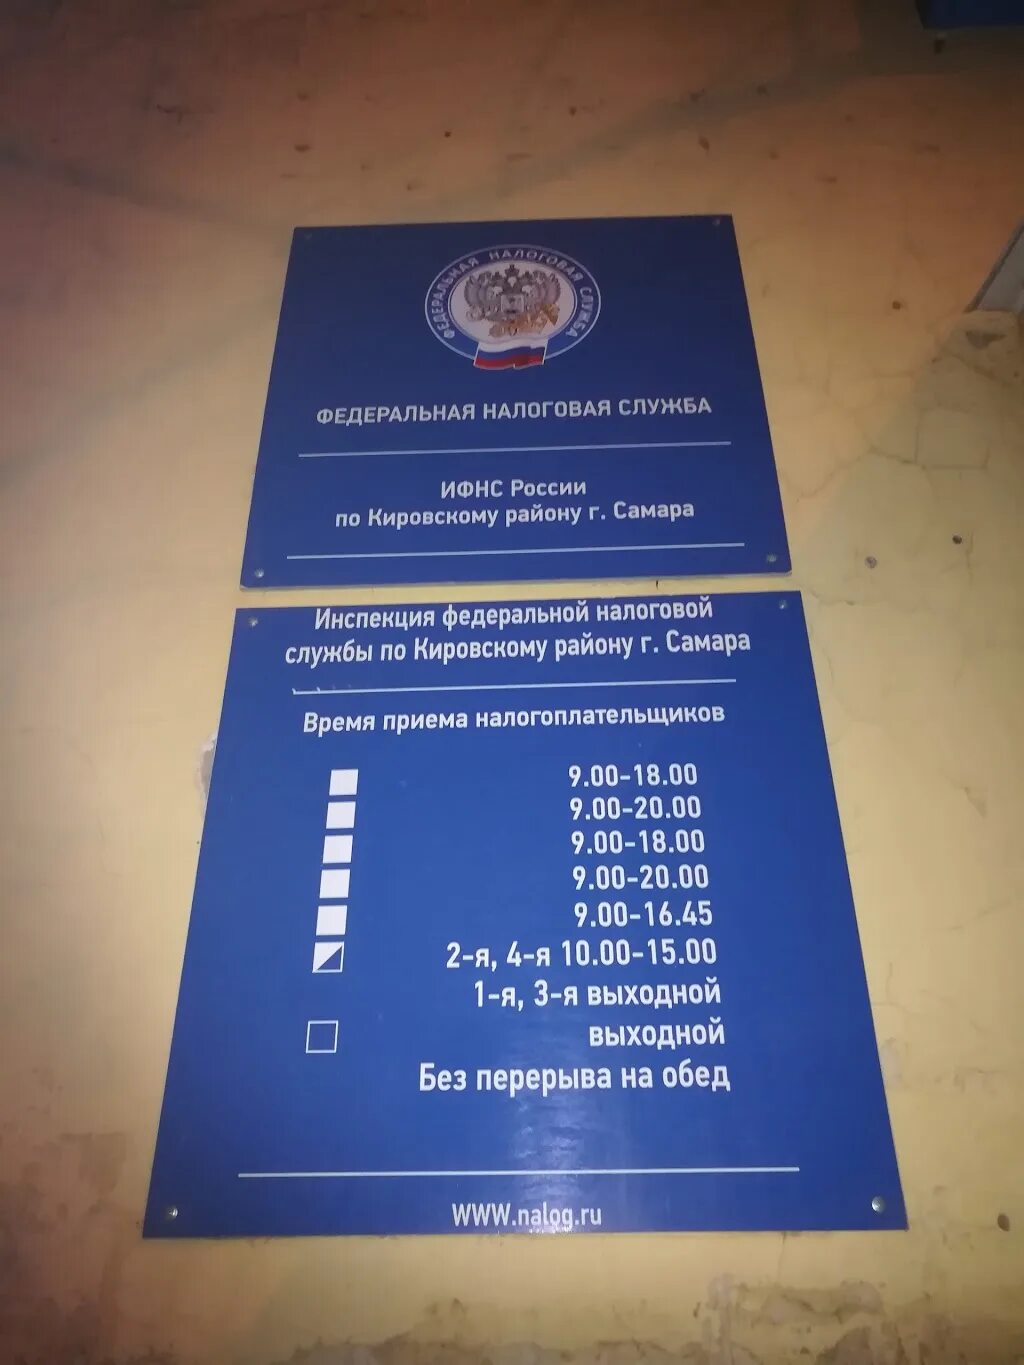 ФЕДЕРАЛЬНАЯ НАЛОГОВАЯ СЛУЖБА
ФЕДЕРАЛЬНАЯ НАЛОГОВАЯ СЛУЖБА
ИФНС России
по Кировскому району г. Самара
Инспекция федеральной налоговой
службы по Кировскому району г. Самара
Время приема налогоплательщиков
9.00-18.00
9.00-20.00
9.00-18.00
9.00-20.00
9.00-16.45
2-я, 4-я 10.00-15.00
1-я, 3-я выходной
выходной
Без перерыва на обед
WWW.nalog.ru